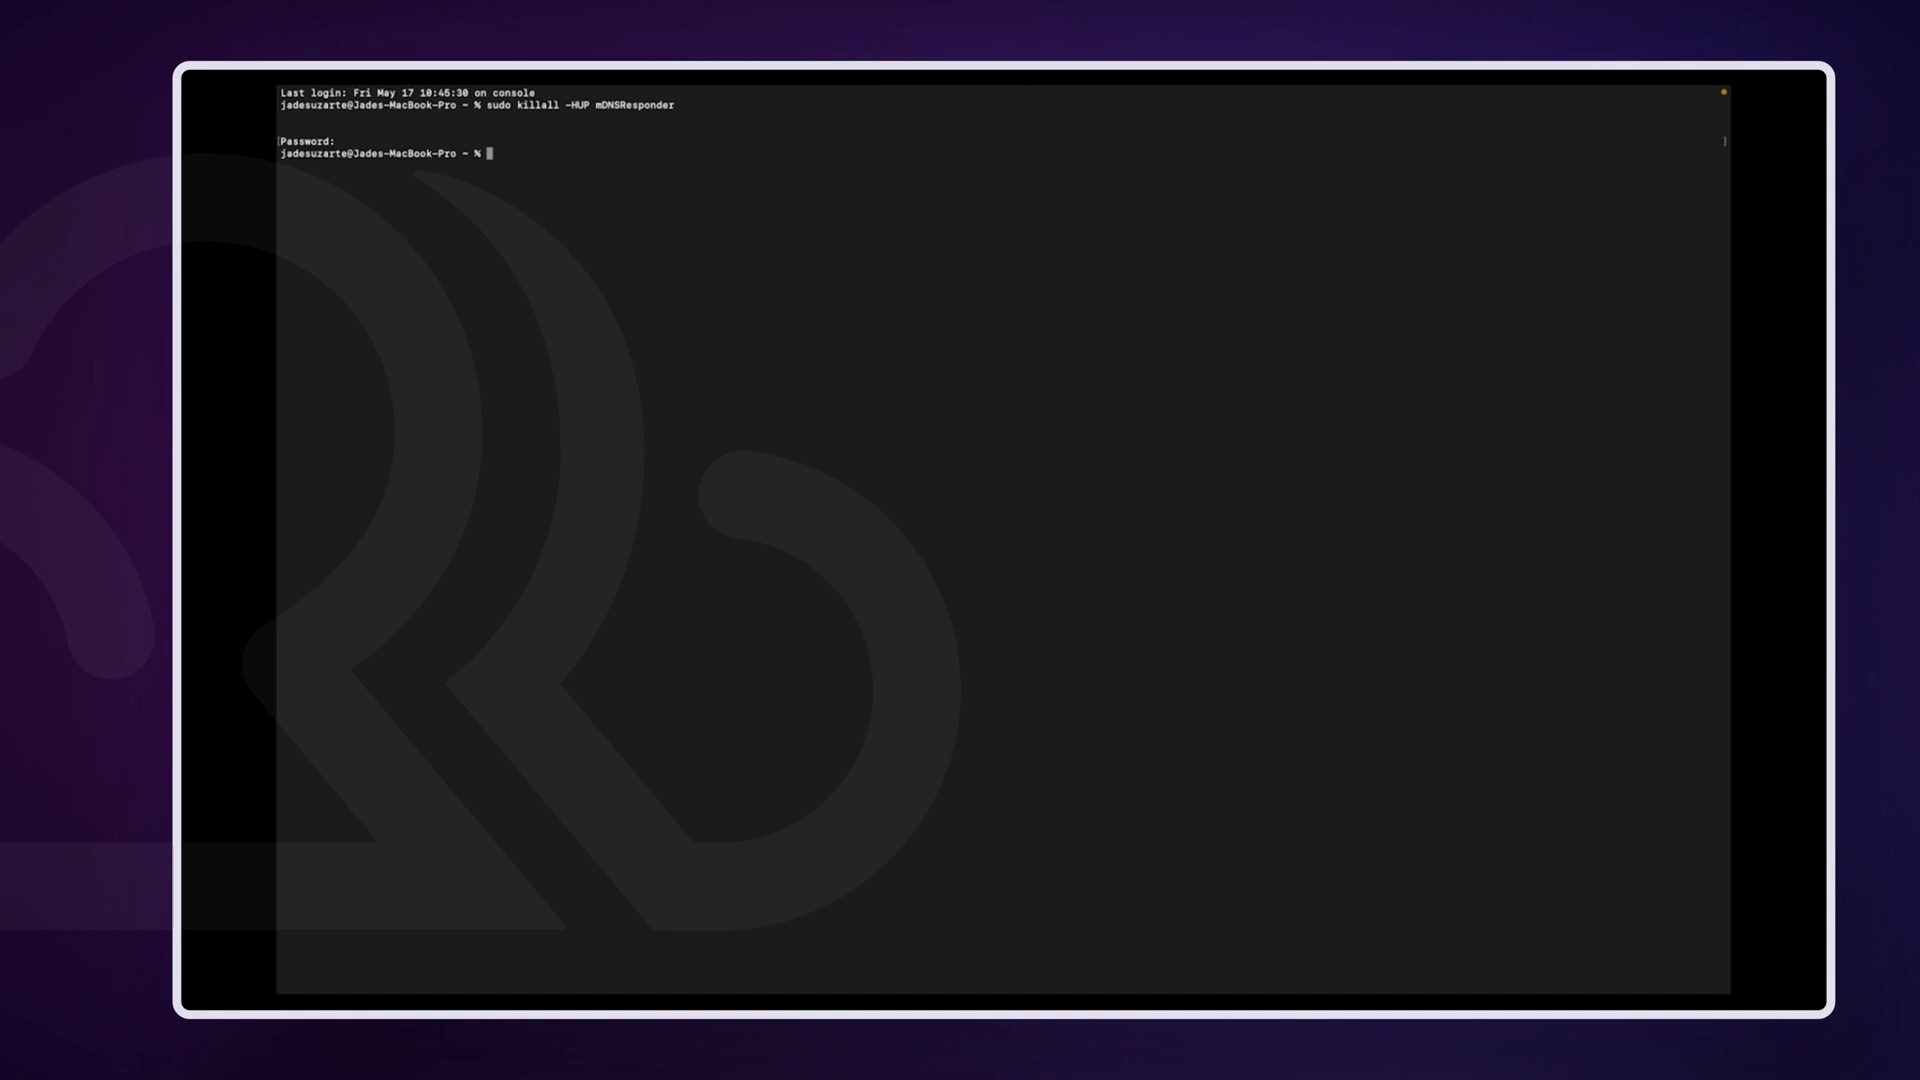 Last login: Fri May 17 10:45:30 on console
jadesuzarte@Jades-MacBook-Pro ~ % sudo killall -HUP mDNSResponder
[Password: ]
jadesuzarte@Jades-MacBook-Pro ~ %